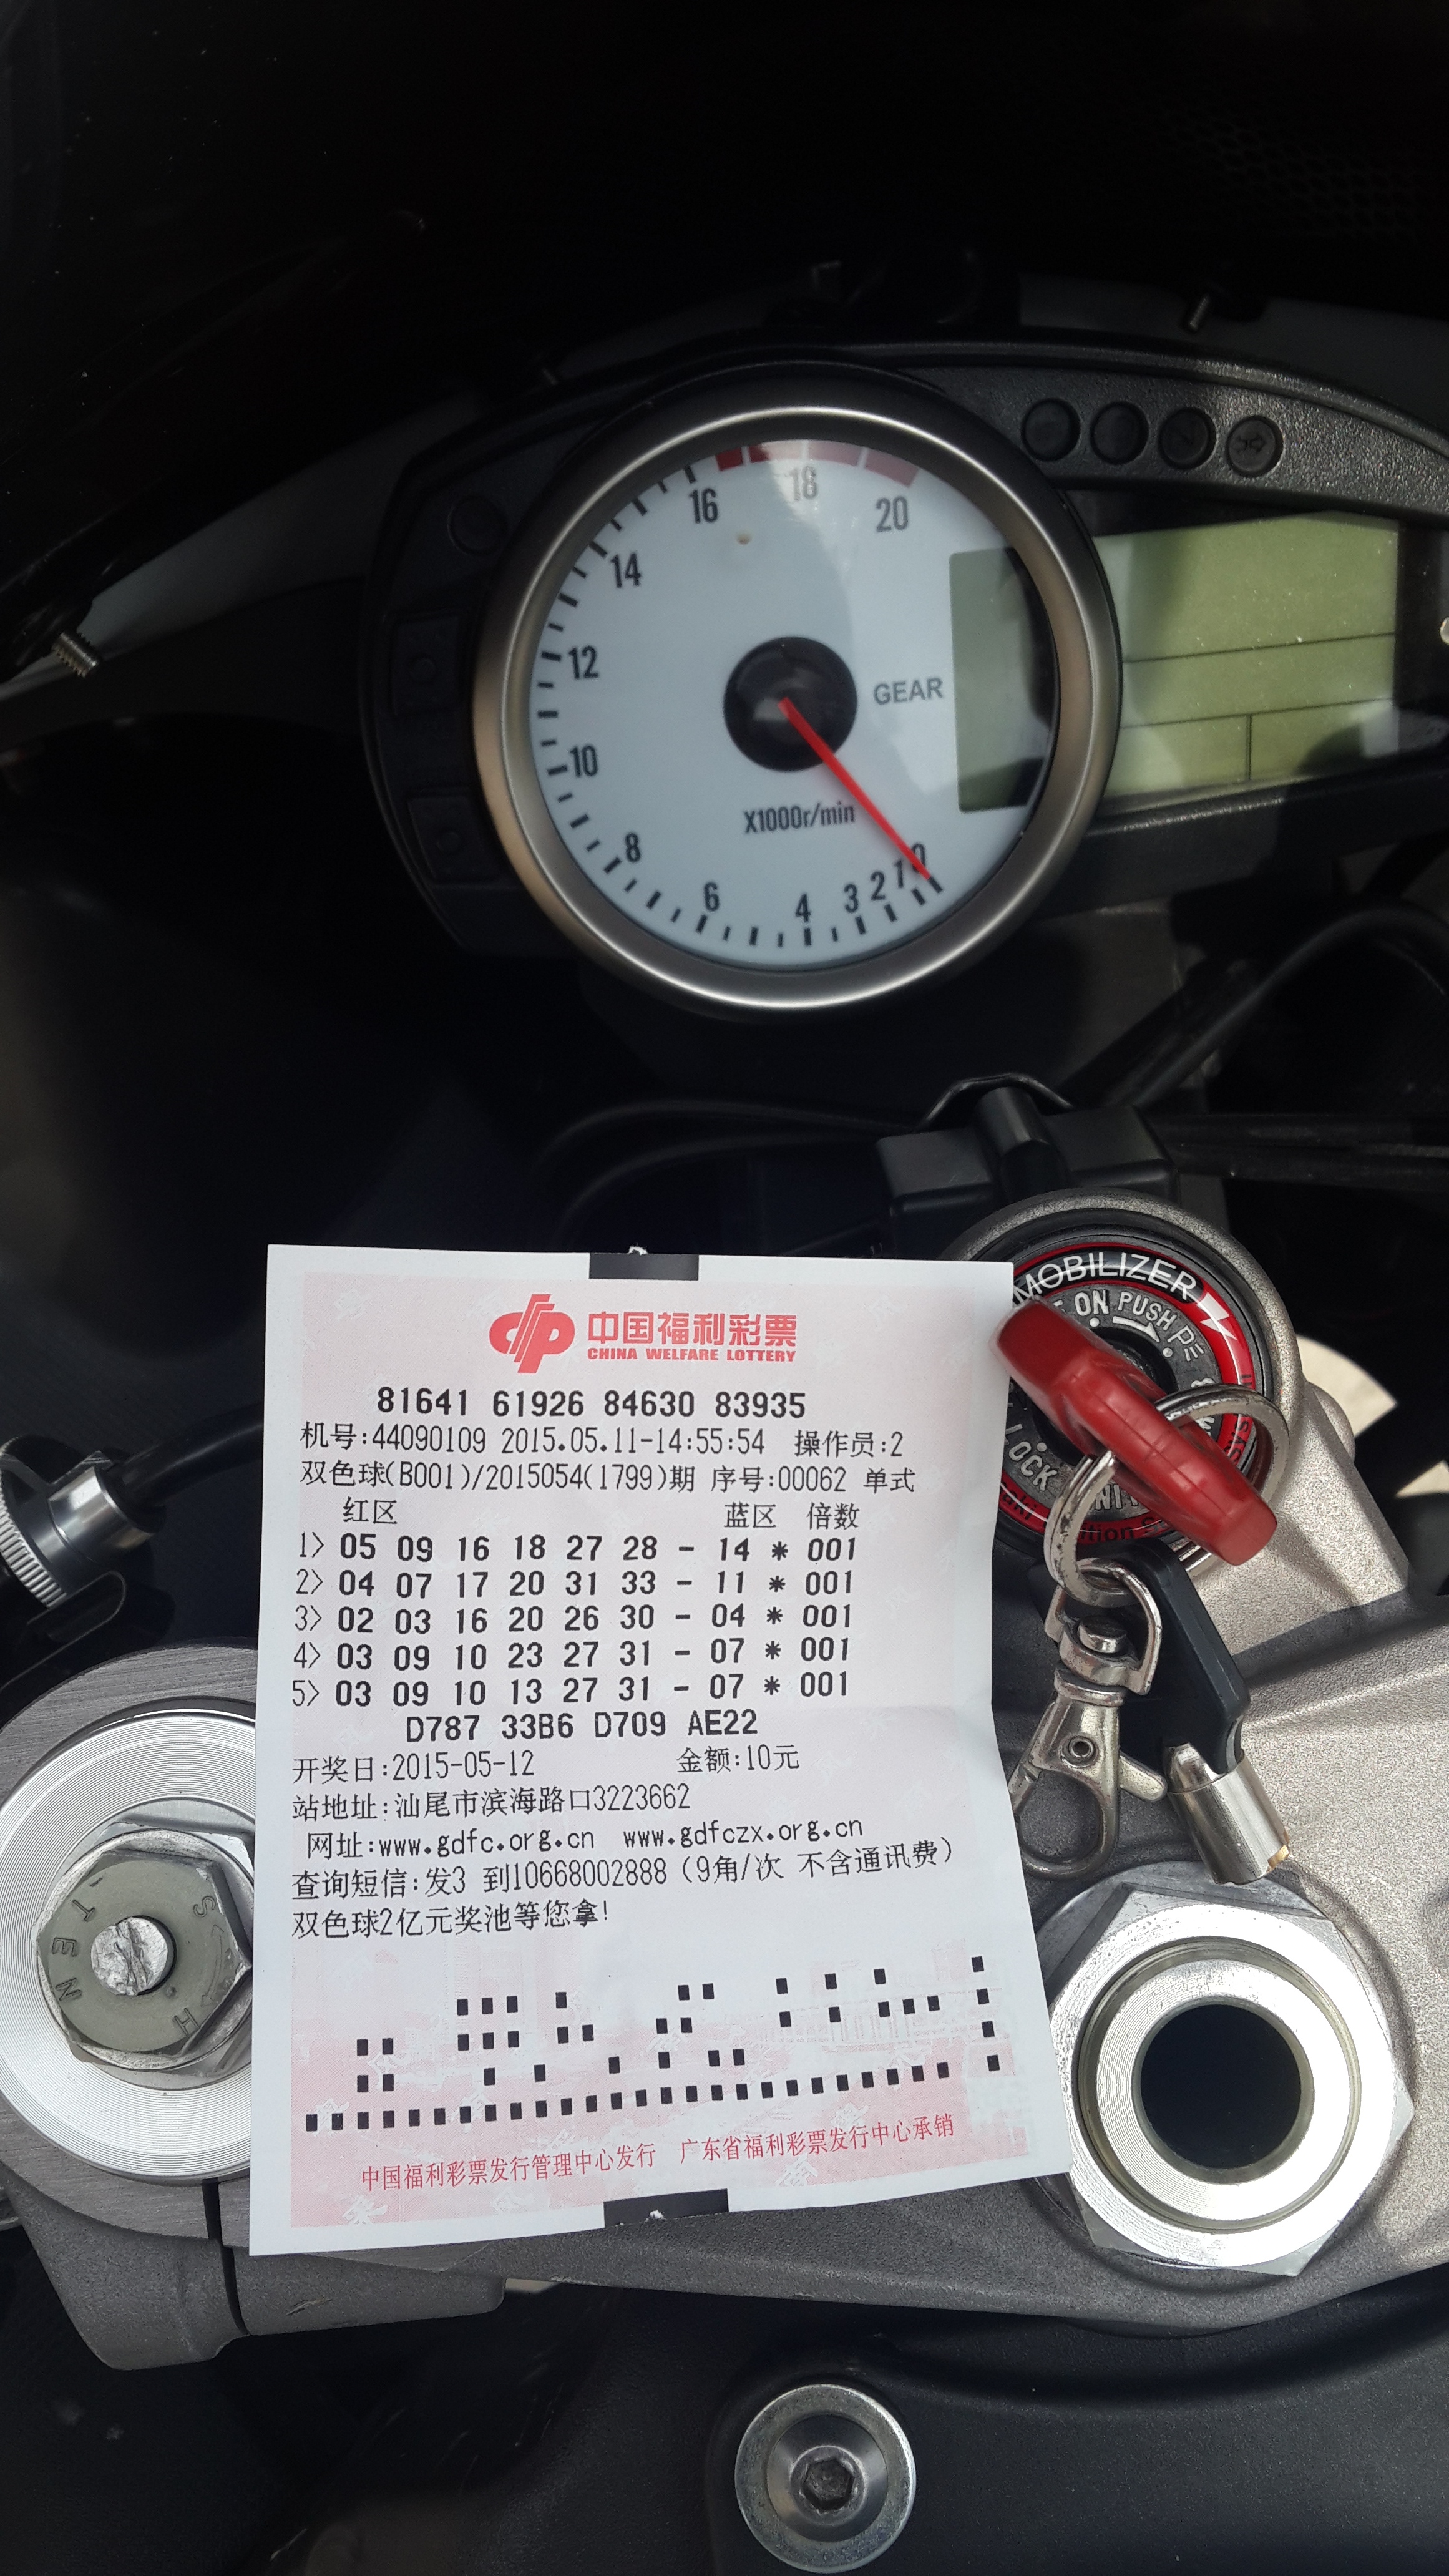 20
18
16
14
12
GEAR
10
X1000r/min
8
6
4 3 2 1 0
MOBILIZER
ON PUSH
LOCK
中国福利彩票
CHINA WELFARE LOTTERY
81641 61926 84630 83935
机号:44090109 2015.05.11-14:55:54 操作员:2
双色球(B001)/2015054(1799)期 序号:00062 单式
红区 蓝区 倍数
1> 05 09 16 18 27 28 - 14 * 001
2> 04 07 17 20 31 33 - 11 * 001
3> 02 03 16 20 26 30 - 04 * 001
4> 03 09 10 23 27 31 - 07 * 001
5> 03 09 10 13 27 31 - 07 * 001
D787 33B6 D709 AE22
开奖日:2015-05-12 金额:10元
站地址:汕尾市滨海路口3223662
网址:www.gdfc.org.cn www.gdfczx.org.cn
查询短信:发3 到10668002888（9角/次 不含通讯费）
双色球2亿元奖池等您拿!
中国福利彩票发行管理中心发行 广东省福利彩票发行中心承销
TEN
H
S